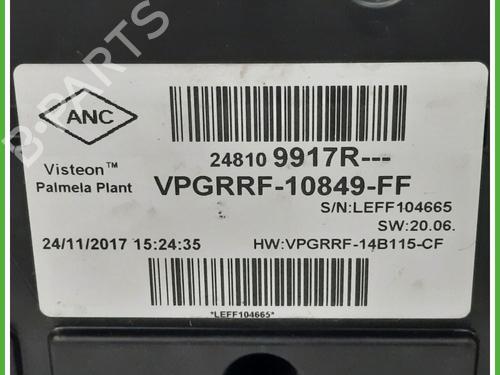 ANC
24810 9917R---
Visteon™
Palmela Plant
VPGRRF-10849-FF
S/N:LEFF104665
SW:20.06.
24/11/2017 15:24:35
HW:VPGRRF-14B115-CF
*LEFF104665*
B-PARTS